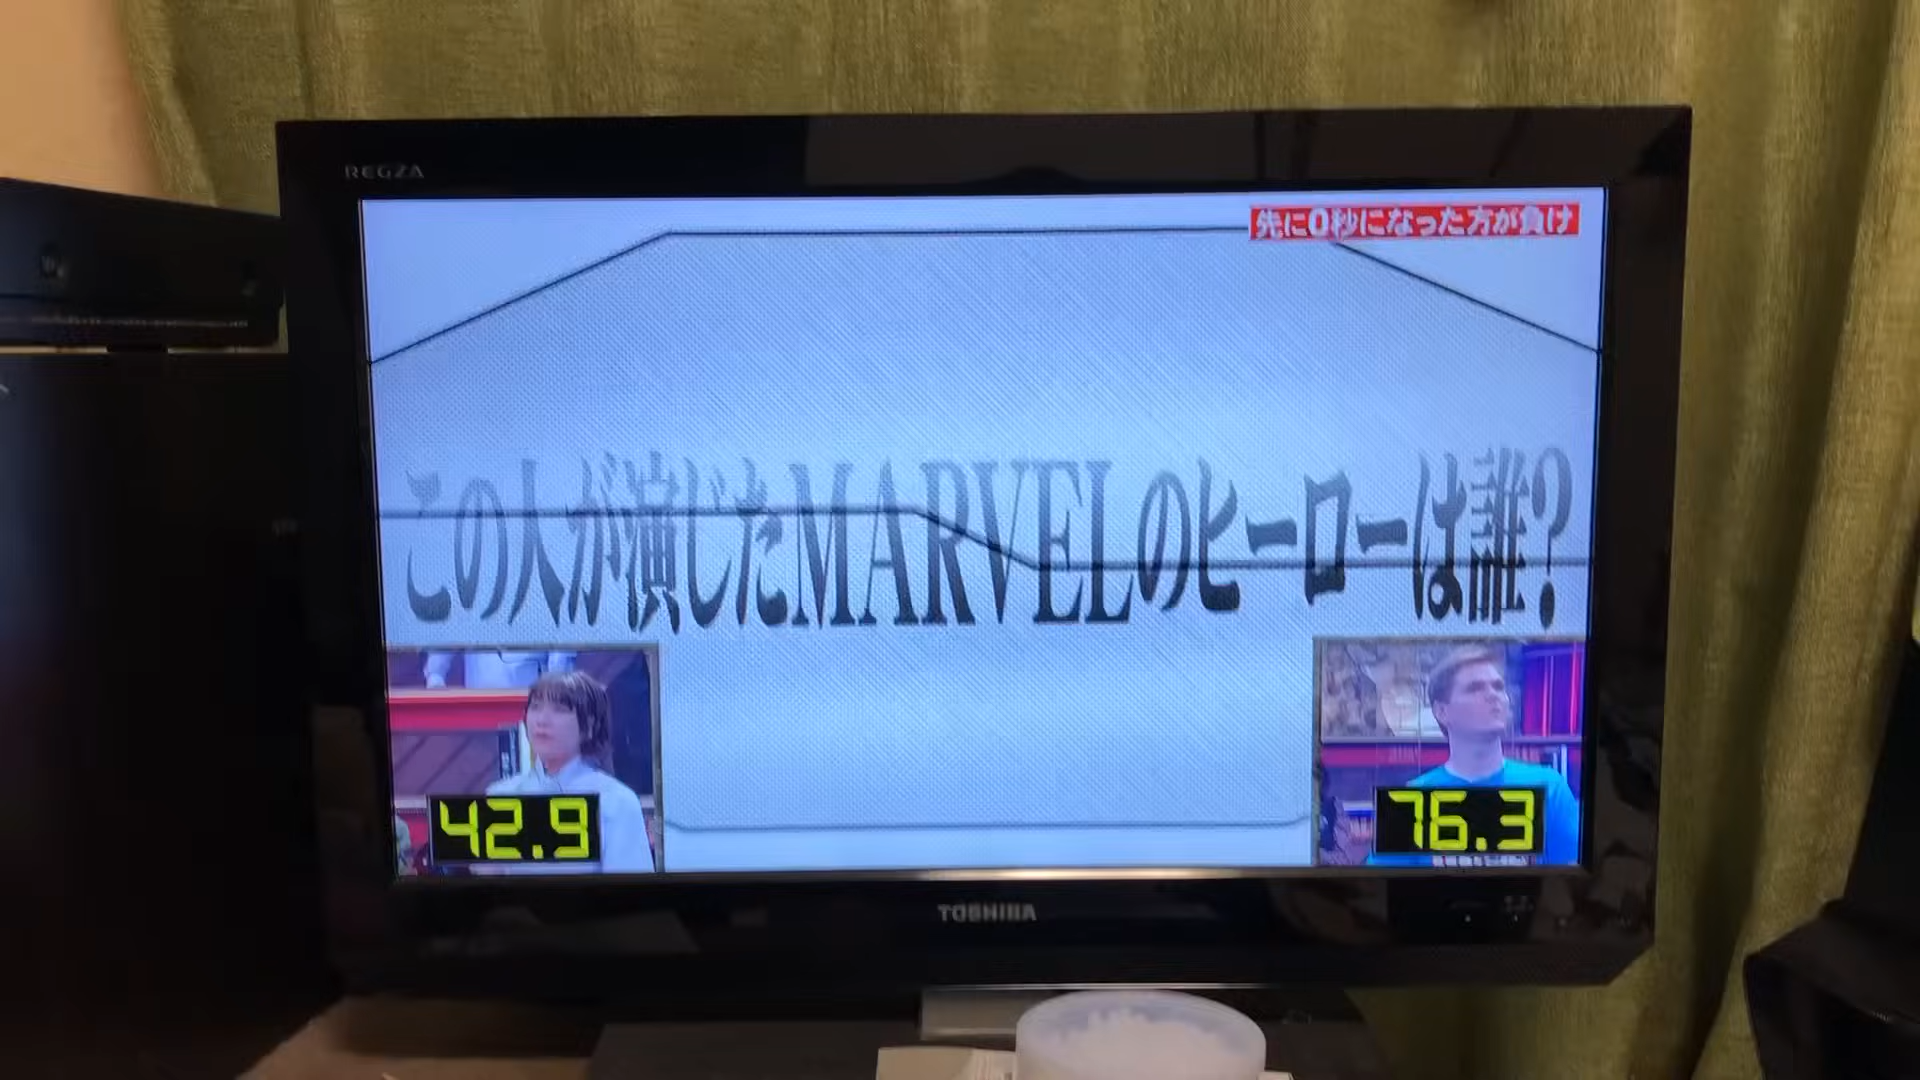 REGZA
先に0秒になった方が負け
この人が演じたMARVELのヒーローは誰?
42.9
76.3
TOSHIBA